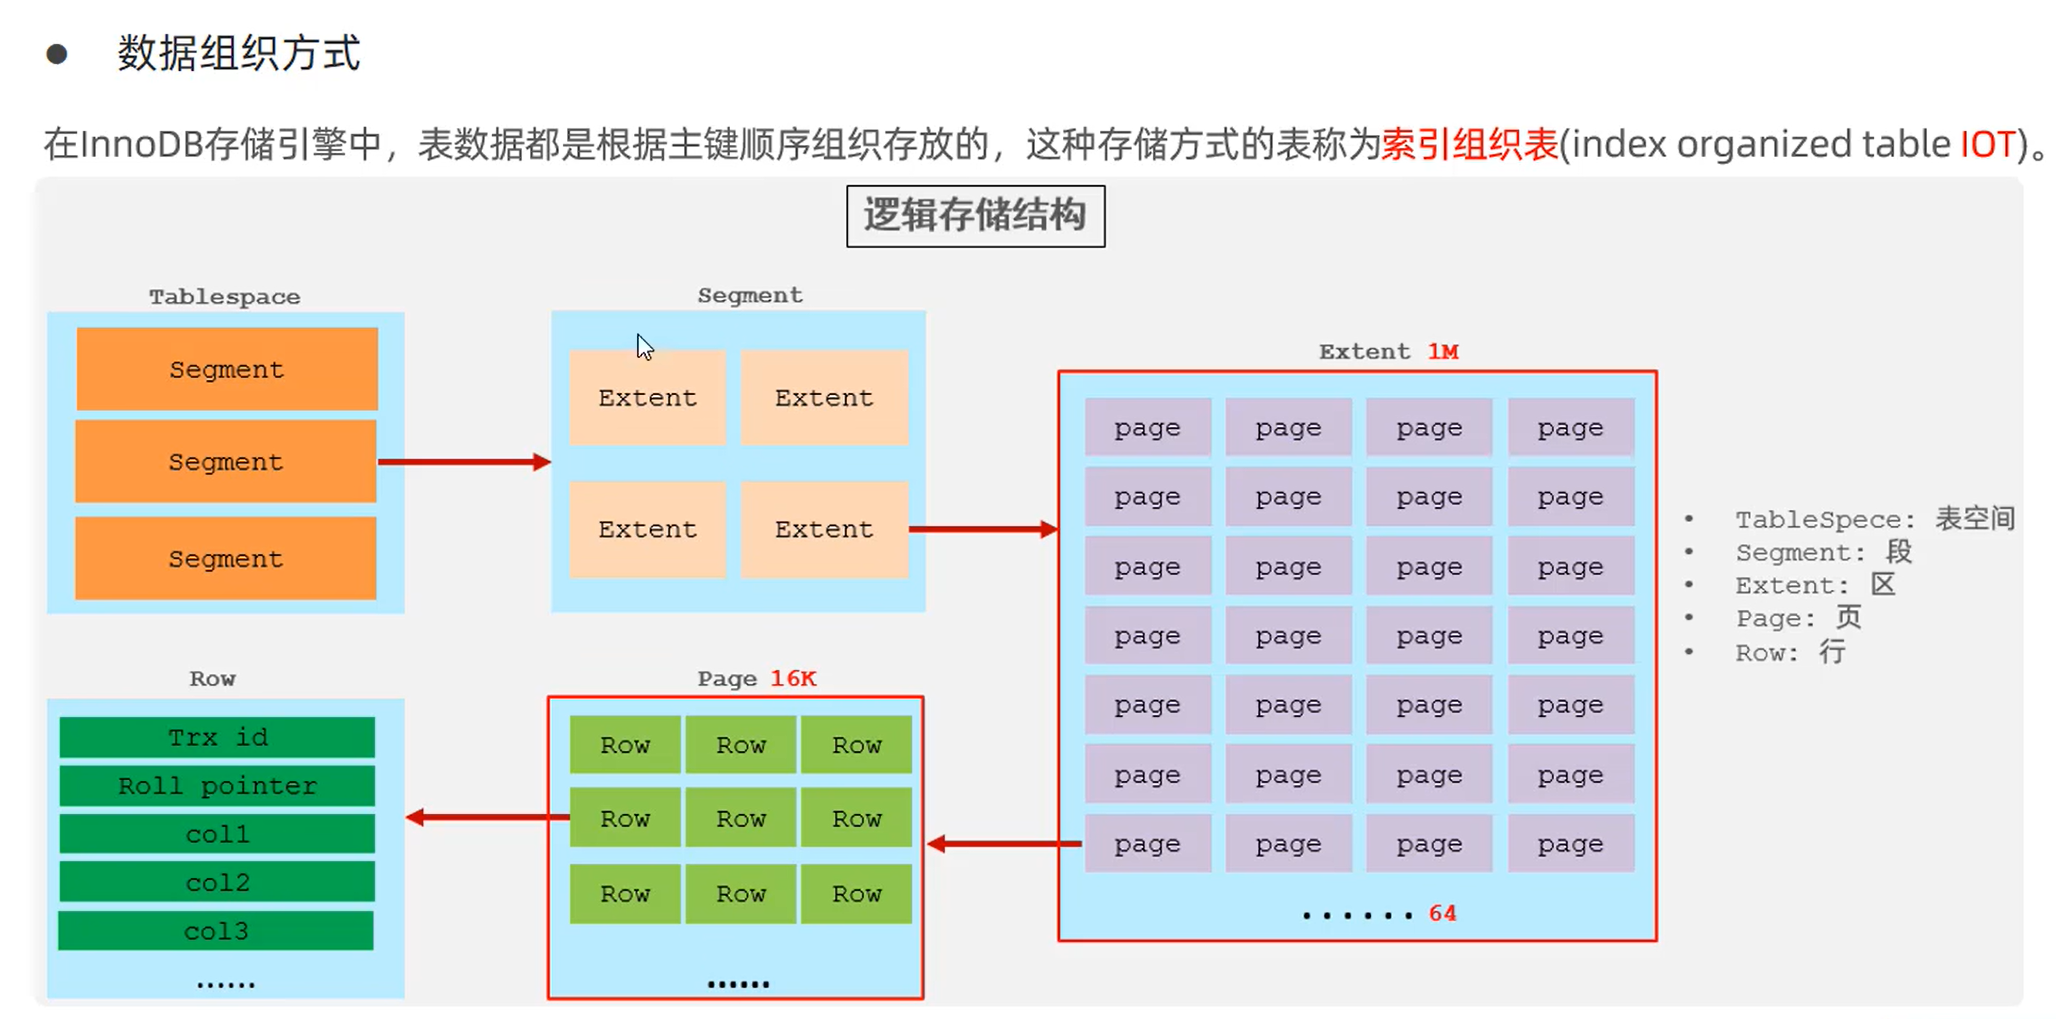 数据组织方式
在InnoDB存储引擎中，表数据都是根据主键顺序组织存放的，这种存储方式的表称为索引组织表(index organized table IOT)。
逻辑存储结构
Tablespace
Segment
Segment
Segment
Segment
Extent Extent
Extent Extent
Extent 1M
page page page page
page page page page
page page page page
page page page page
page page page page
page page page page
page page page page
...... 64
• TableSpece: 表空间
• Segment: 段
• Extent: 区
• Page: 页
• Row: 行
Page 16K
Row Row Row
Row Row Row
Row Row Row
......
Row
Trx id
Roll pointer
col1
col2
col3
......